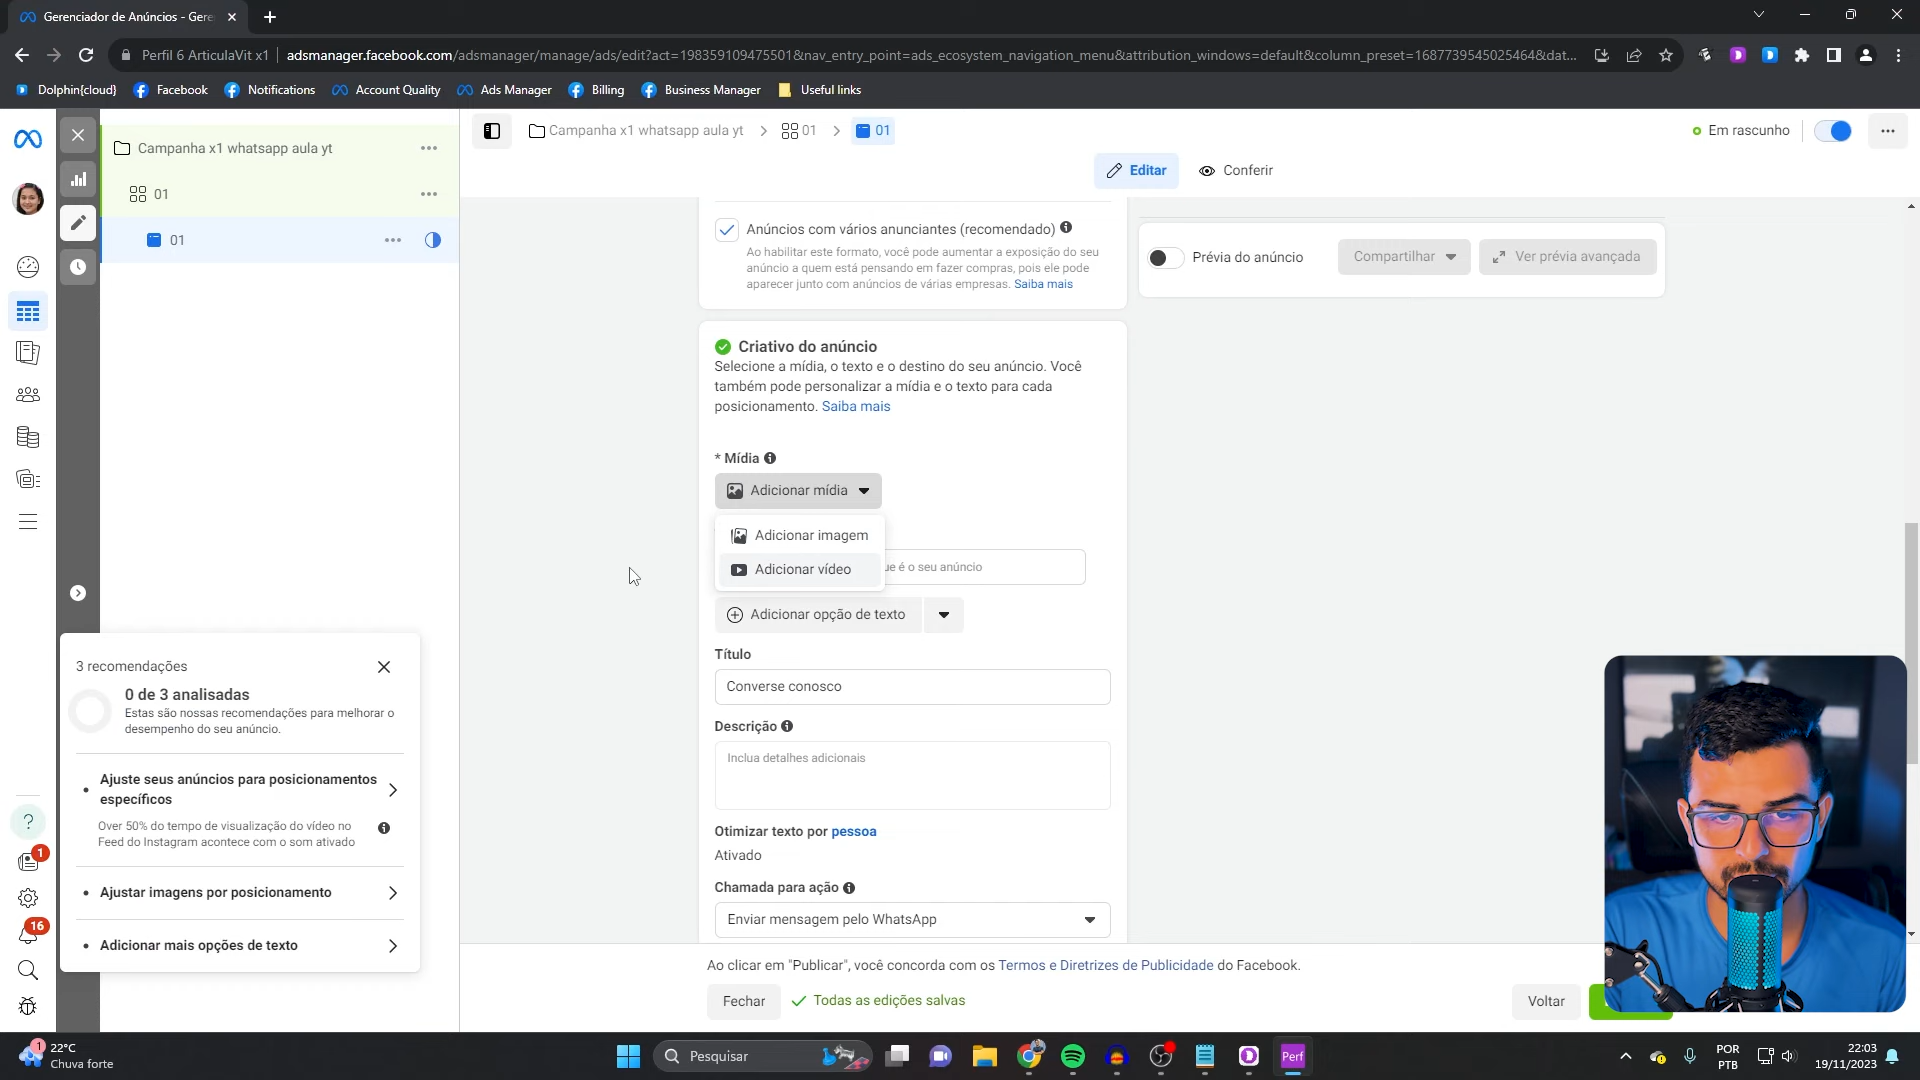 Gerenciador de Anúncios - Gere
Perfil 6 ArticulaVit x1
adsmanager.facebook.com/adsmanager/manage/ads/edit?act=198359109475501&nav_entry_point=ads_ecosystem_navigation_menu&attribution_windows=default&column_preset=1687739545025464&dat...
Dolphin{cloud}
Facebook
Notifications
Account Quality
Ads Manager
Billing
Business Manager
Useful links
Campanha x1 whatsapp aula yt
01
01
Campanha x1 whatsapp aula yt
01
01
Em rascunho
Editar
Conferir
Anúncios com vários anunciantes (recomendado)
Ao habilitar este formato, você pode aumentar a exposição do seu
anúncio a quem está pensando em fazer compras, pois ele pode
aparecer junto com anúncios de várias empresas. Saiba mais
Prévia do anúncio
Compartilhar
Ver prévia avançada
Criativo do anúncio
Selecione a mídia, o texto e o destino do seu anúncio. Você
também pode personalizar a mídia e o texto para cada
posicionamento. Saiba mais
* Mídia
Adicionar mídia
Adicionar imagem
Adicionar vídeo
ue é o seu anúncio
Adicionar opção de texto
Título
Converse conosco
Descrição
Inclua detalhes adicionais
Otimizar texto por pessoa
Ativado
Chamada para ação
Enviar mensagem pelo WhatsApp
3 recomendações
0 de 3 analisadas
Estas são nossas recomendações para melhorar o
desempenho do seu anúncio.
Ajuste seus anúncios para posicionamentos
específicos
Over 50% do tempo de visualização do vídeo no
Feed do Instagram acontece com o som ativado
Ajustar imagens por posicionamento
Adicionar mais opções de texto
1
16
Ao clicar em "Publicar", você concorda com os Termos e Diretrizes de Publicidade do Facebook.
Fechar
Todas as edições salvas
Voltar
1
22°C
Chuva forte
Pesquisar
Perf
POR
PTB
22:03
19/11/2023